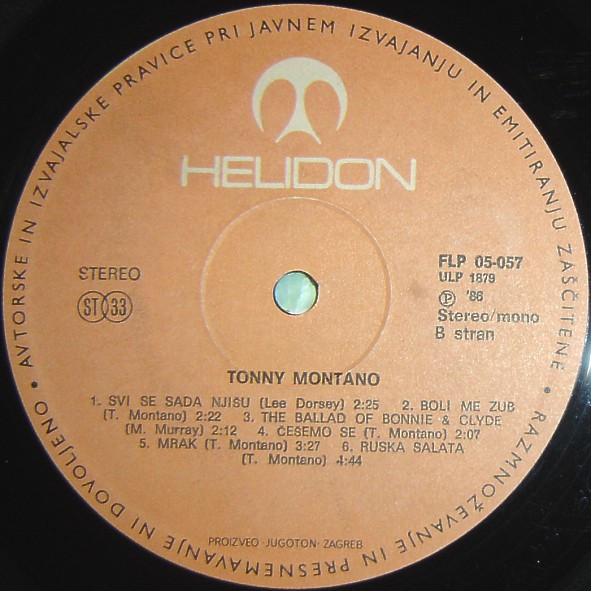 AVTORSKE IN IZVAJALSKE PRAVICE PRI JAVNEM IZVAJANJU IN EMITIRANJU ZAŠČITENE • RAZMNOŽEVANJE IN PRESNEMAVANJE NI DOVOLJENO •
HELIDON
STEREO
ST 33
FLP 05-057
ULP 1879
Ⓟ '86
Stereo/mono
B stran
TONNY MONTANO
1. SVI SE SADA NJIŠU (Lee Dorsey) 2:25 2. BOLI ME ZUB
(T. Montano) 2:22 3. THE BALLAD OF BONNIE & CLYDE
(M. Murray) 2:12 4. ČEŠEMO SE (T. Montano) 2:07
5. MRAK (T. Montano) 3:27 6. RUSKA SALATA
(T. Montano) 4:44
PROIZVEO · JUGOTON · ZAGREB